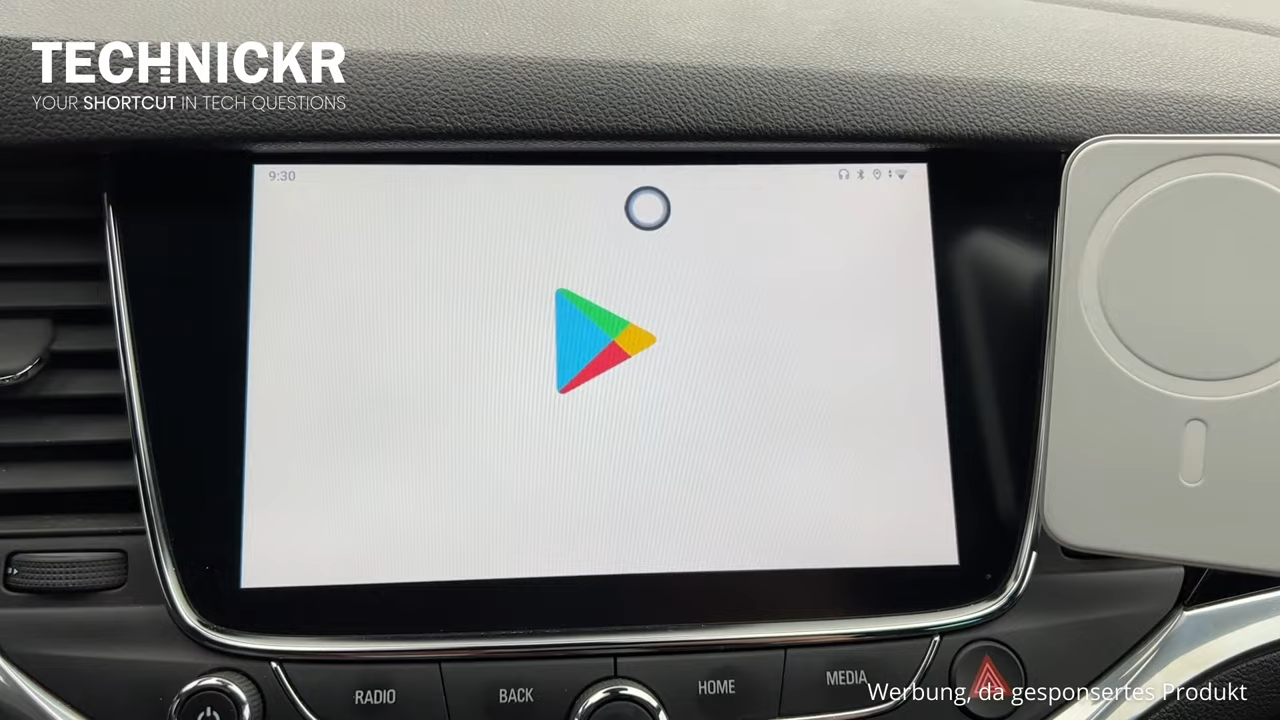 TECHNICKR
YOUR SHORTCUT IN TECH QUESTIONS
9:30
RADIO
BACK
HOME
MEDIA
Werbung, da gesponsertes Produkt